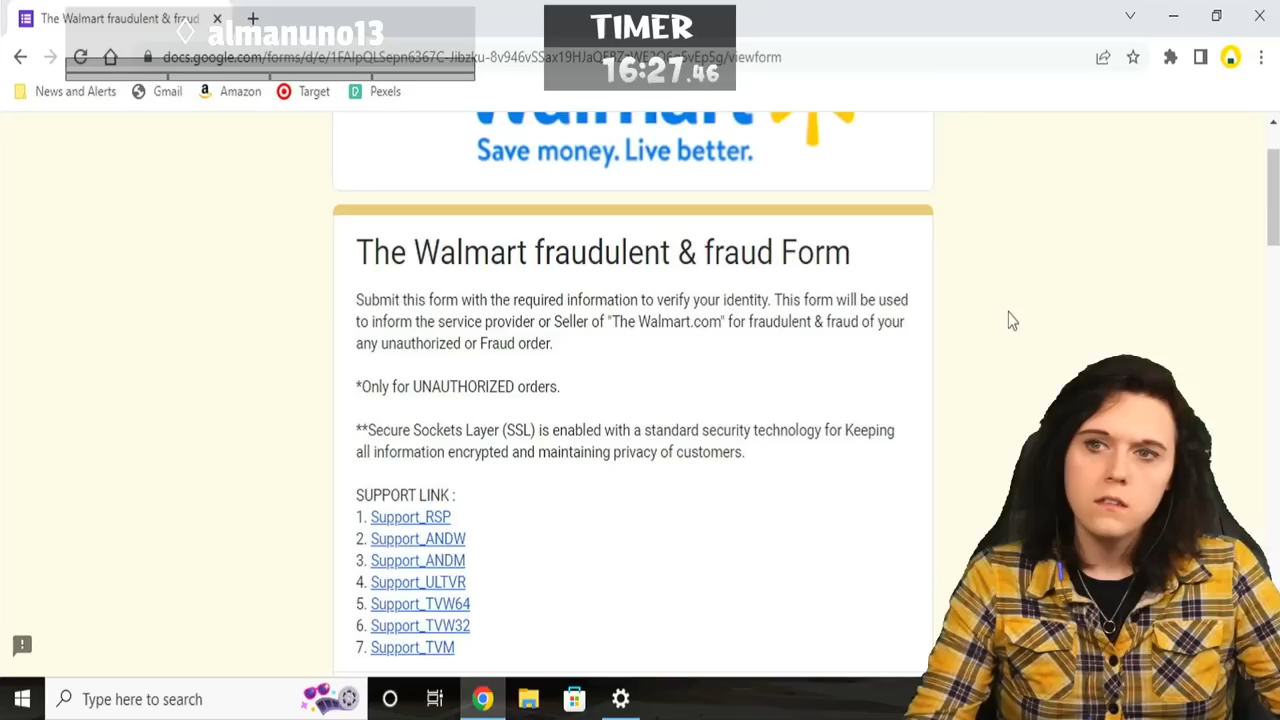 The Walmart fraudulent & fraud
almanuno13
TIMER
16:27.46
News and Alerts
Gmail
Amazon
Target
Pexels
Walmart
Save money. Live better.
The Walmart fraudulent & fraud Form
Submit this form with the required information to verify your identity. This form will be used
to inform the service provider or Seller of "The Walmart.com" for fraudulent & fraud of your
any unauthorized or Fraud order.
*Only for UNAUTHORIZED orders.
**Secure Sockets Layer (SSL) is enabled with a standard security technology for Keeping
all information encrypted and maintaining privacy of customers.
SUPPORT LINK :
1. Support_RSP
2. Support_ANDW
3. Support_ANDM
4. Support_ULTVR
5. Support_TVW64
6. Support_TVW32
7. Support_TVM
Type here to search